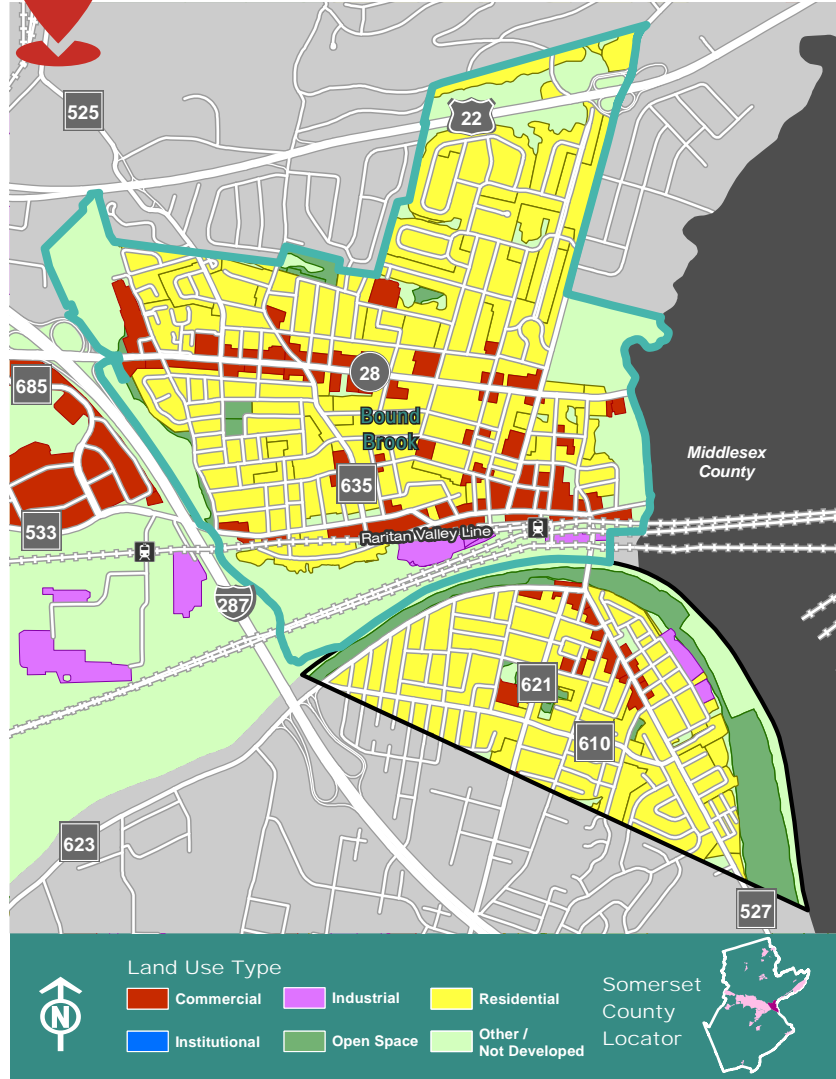 525
22
28
685
Bound
Brook
Middlesex
County
635
533
Raritan Valley Line
287
621
610
623
527
Land Use Type
Commercial
Industrial
Residential
Institutional
Open Space
Other /
Not Developed
Somerset
County
Locator
N